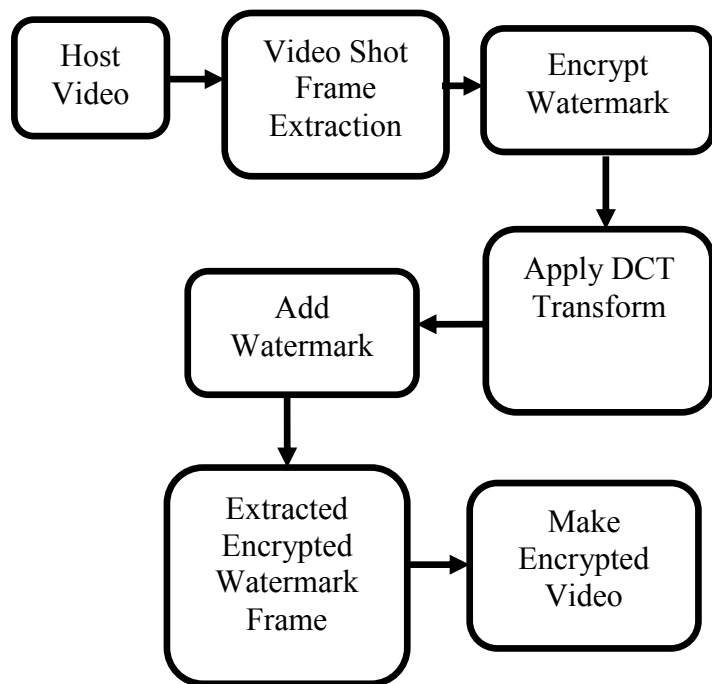 Host
Video
Video Shot
Frame
Extraction
Encrypt
Watermark
Apply DCT
Transform
Add
Watermark
Extracted
Encrypted
Watermark
Frame
Make
Encrypted
Video